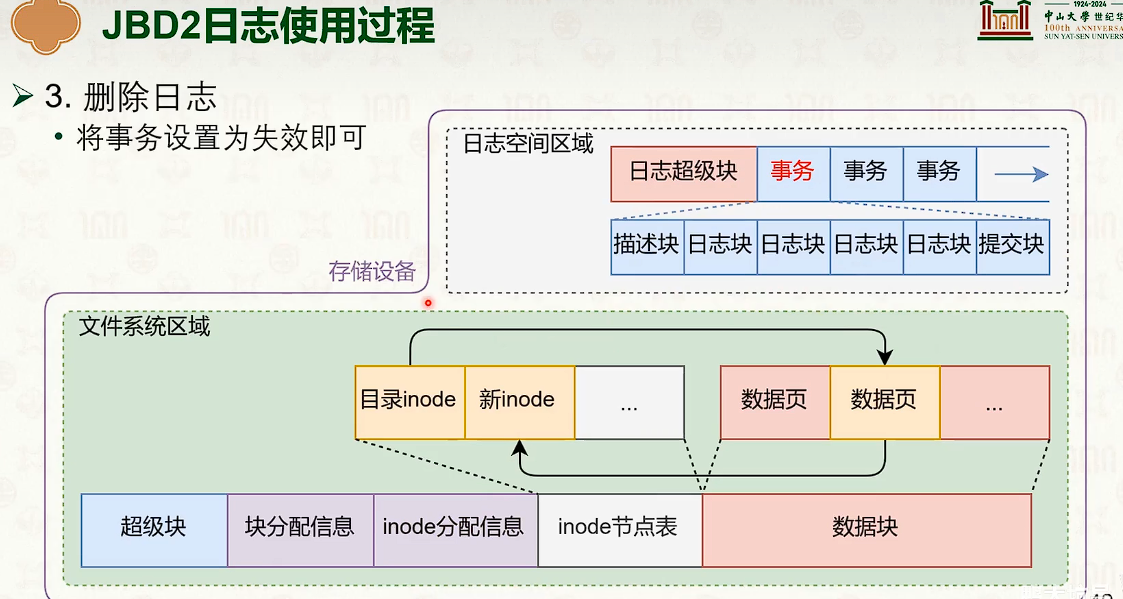 JBD2日志使用过程
1924-2024
中山大學世纪华
100th ANNIVERSA
SUN YAT-SEN UNIVERS
3. 删除日志
• 将事务设置为失效即可
日志空间区域
日志超级块 事务 事务 事务
描述块 日志块 日志块 日志块 日志块 提交块
存储设备
文件系统区域
目录inode 新inode ... 数据页 数据页 ...
超级块 块分配信息 inode分配信息 inode节点表 数据块